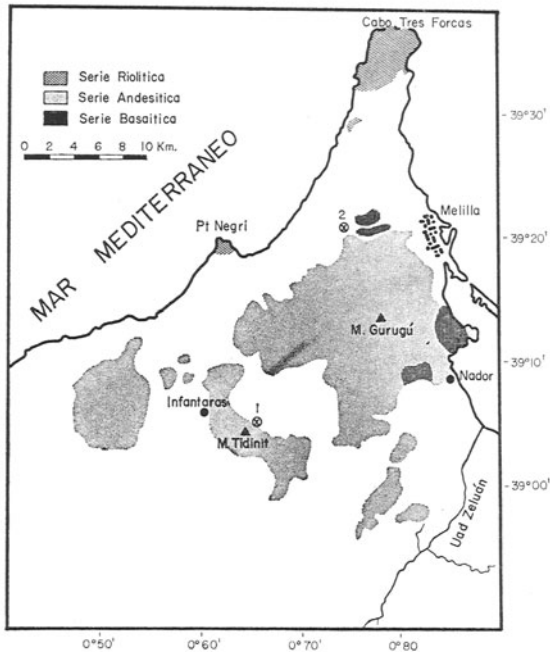 Cabo Tres Forcas
Serie Riolítica
Serie Andesitica
Serie Basaitica
0 2 4 6 8 10 Km.
39°30'
MAR MEDITERRANEO
Pt Negri
2
Melilla
39°20'
M. Gurugú
39°10'
Nador
Infantaros
1
M. Tidinit
39°00'
Uad Zeluán
0°50'
0°60'
0°70'
0°80'